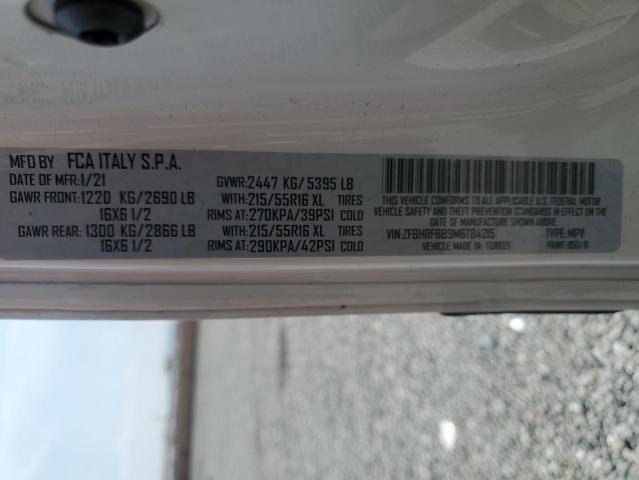 MFD BY FCA ITALY S.P.A.
DATE OF MFR:1/21 GVWR:2447 KG/5395 LB
GAWR FRONT:1220 KG/2690 LB WITH:215/55R16 XL TIRES
16X6 1/2 RIMS AT:270KPA/39PSI COLD
GAWR REAR: 1300 KG/2866 LB WITH:215/55R16 XL TIRES
16X6 1/2 RIMS AT:290KPA/42PSI COLD
THIS VEHICLE CONFORMS TO ALL APPLICABLE U.S. FEDERAL MOTOR
VEHICLE SAFETY STANDARDS IN EFFECT ON THE DATE OF MANUFACTURE
SHOWN ABOVE.
VIN:ZFBHRFBB9M6T84215 TYPE: MPV
MADE IN: TURKEY PAINT: 050/B